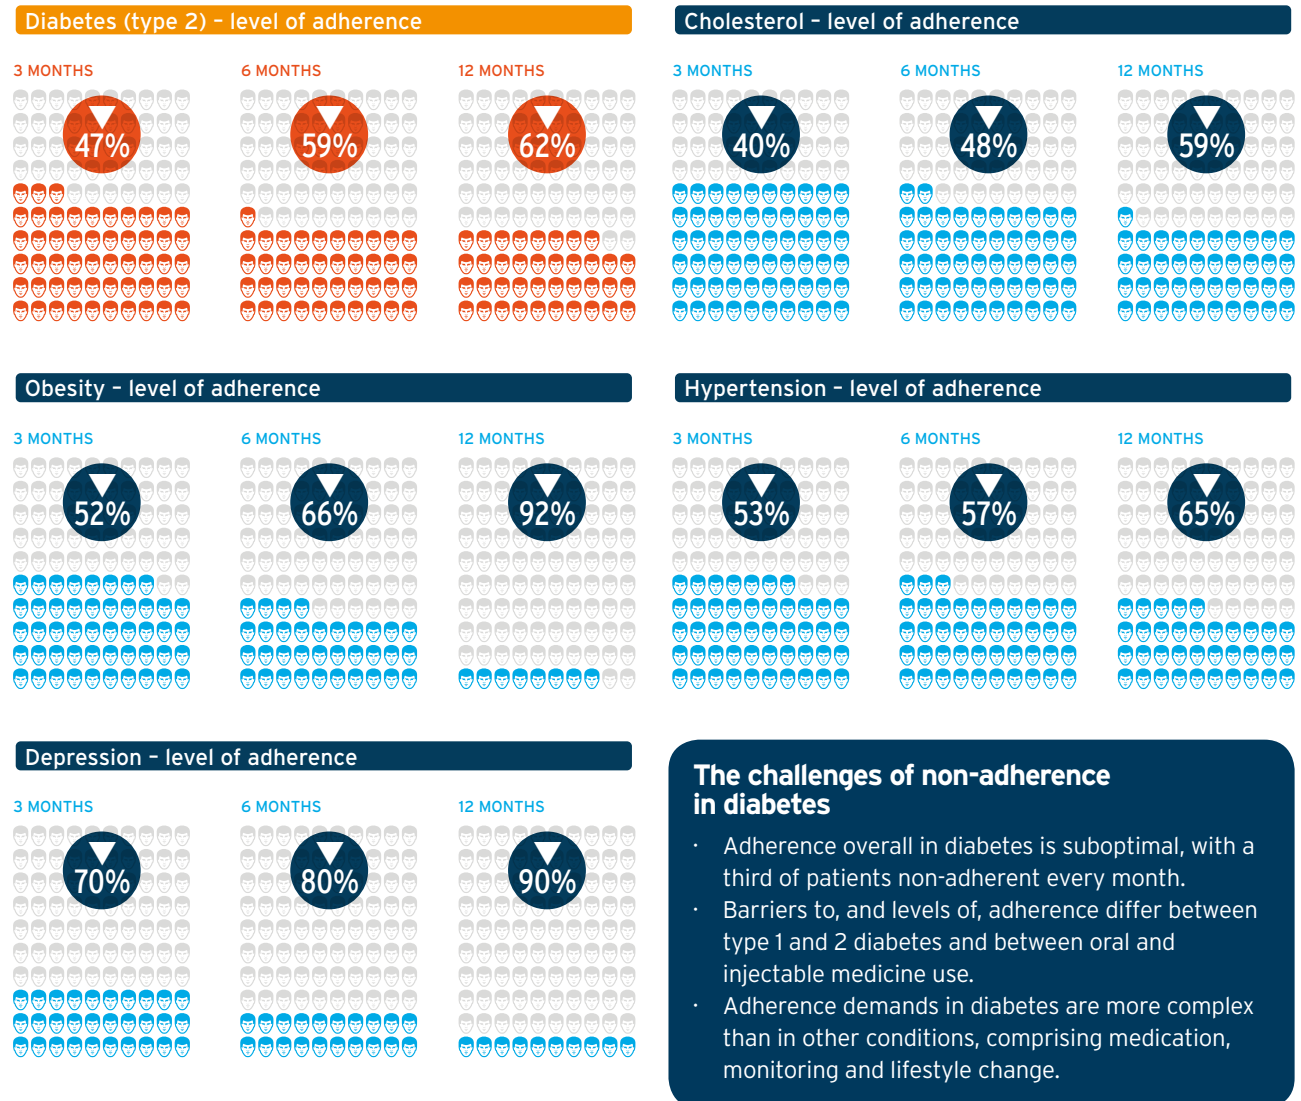 Diabetes (type 2) – level of adherence
3 MONTHS
6 MONTHS
12 MONTHS
47%
59%
62%
Cholesterol – level of adherence
3 MONTHS
6 MONTHS
12 MONTHS
40%
48%
59%
Obesity – level of adherence
3 MONTHS
6 MONTHS
12 MONTHS
52%
66%
92%
Hypertension – level of adherence
3 MONTHS
6 MONTHS
12 MONTHS
53%
57%
65%
Depression – level of adherence
3 MONTHS
6 MONTHS
12 MONTHS
70%
80%
90%
The challenges of non-adherence
in diabetes
· Adherence overall in diabetes is suboptimal, with a
third of patients non-adherent every month.
· Barriers to, and levels of, adherence differ between
type 1 and 2 diabetes and between oral and
injectable medicine use.
· Adherence demands in diabetes are more complex
than in other conditions, comprising medication,
monitoring and lifestyle change.